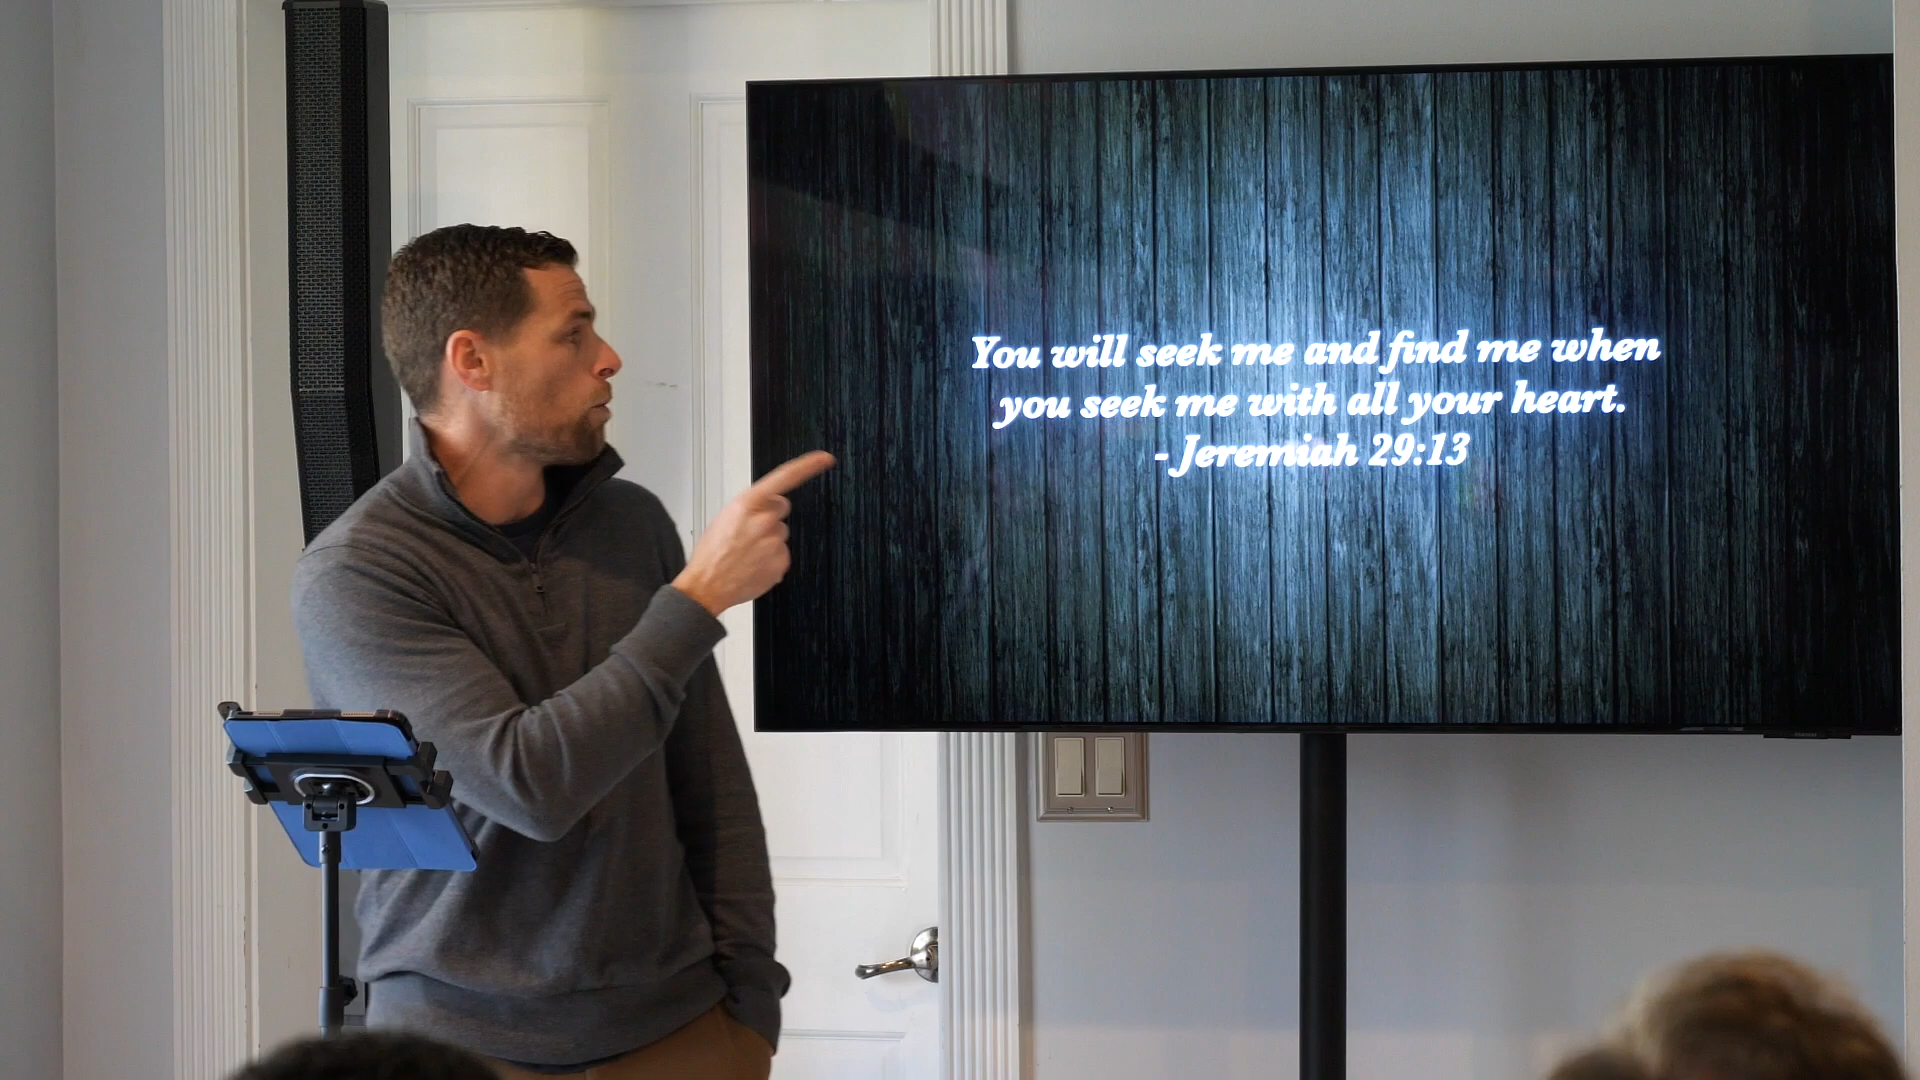 You will seek me and find me when
you seek me with all your heart.
- Jeremiah 29:13